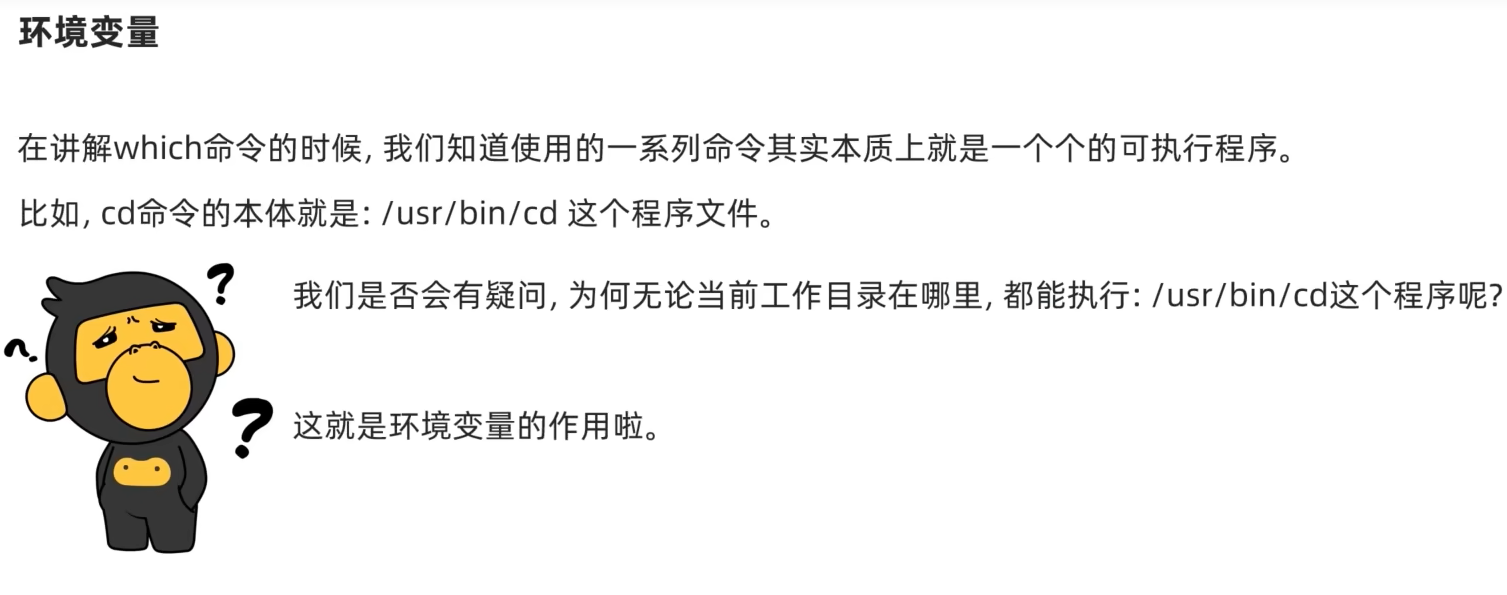 环境变量
在讲解which命令的时候, 我们知道使用的一系列命令其实本质上就是一个个的可执行程序。
比如, cd命令的本体就是: /usr/bin/cd 这个程序文件。
我们是否会有疑问, 为何无论当前工作目录在哪里, 都能执行: /usr/bin/cd这个程序呢?
这就是环境变量的作用啦。